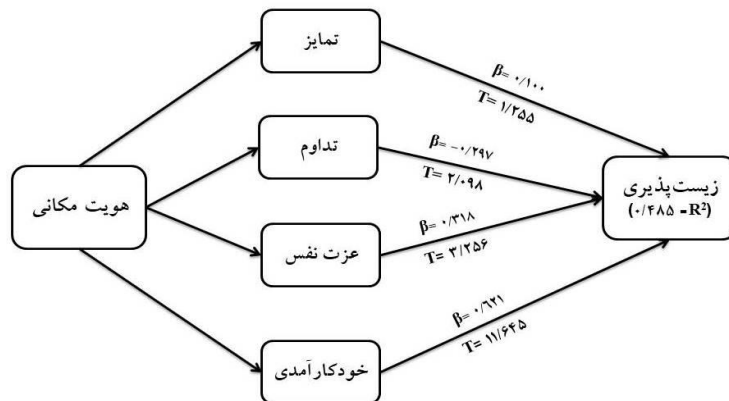 تمایز
β= ۰/۱۰۰
T= ۱/۲۵۵
تداوم
β= -۰/۲۹۷
T= ۲/۰۹۸
هویت مکانی
زیست‌پذیری
(۰/۴۸۵ =R²)
عزت نفس
β= ۰/۳۱۸
T= ۳/۲۵۶
β= ۰/۶۲۱
T= ۱۱/۶۴۵
خودکارآمدی